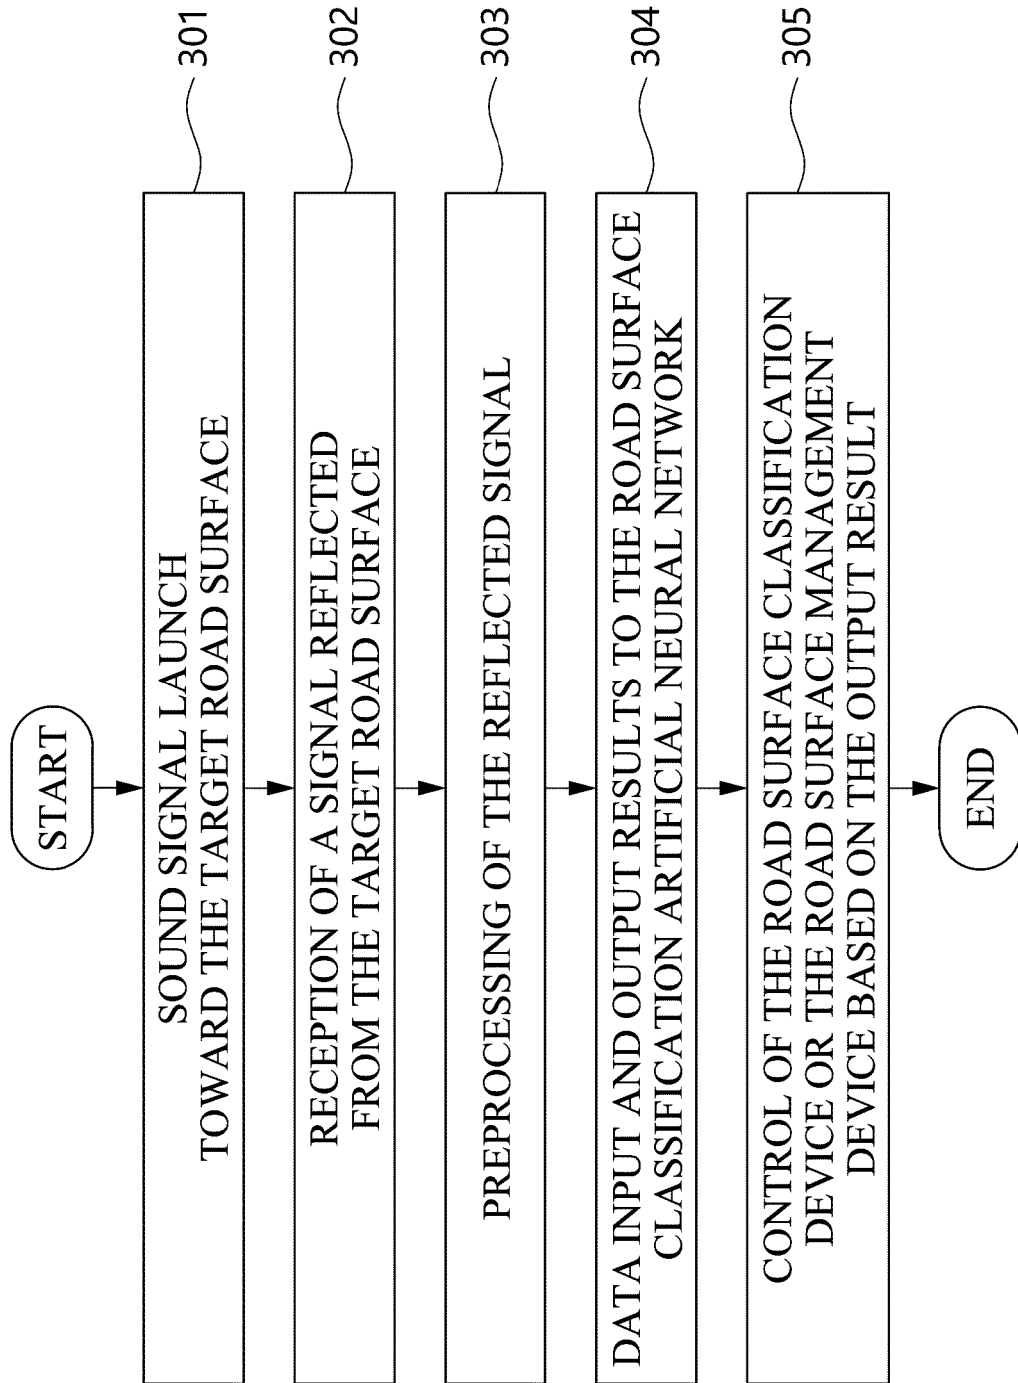 START
SOUND SIGNAL LAUNCH
TOWARD THE TARGET ROAD SURFACE
301
RECEPTION OF A SIGNAL REFLECTED
FROM THE TARGET ROAD SURFACE
302
PREPROCESSING OF THE REFLECTED SIGNAL
303
DATA INPUT AND OUTPUT RESULTS TO THE ROAD SURFACE
CLASSIFICATION ARTIFICIAL NEURAL NETWORK
304
CONTROL OF THE ROAD SURFACE CLASSIFICATION
DEVICE OR THE ROAD SURFACE MANAGEMENT
DEVICE BASED ON THE OUTPUT RESULT
305
END